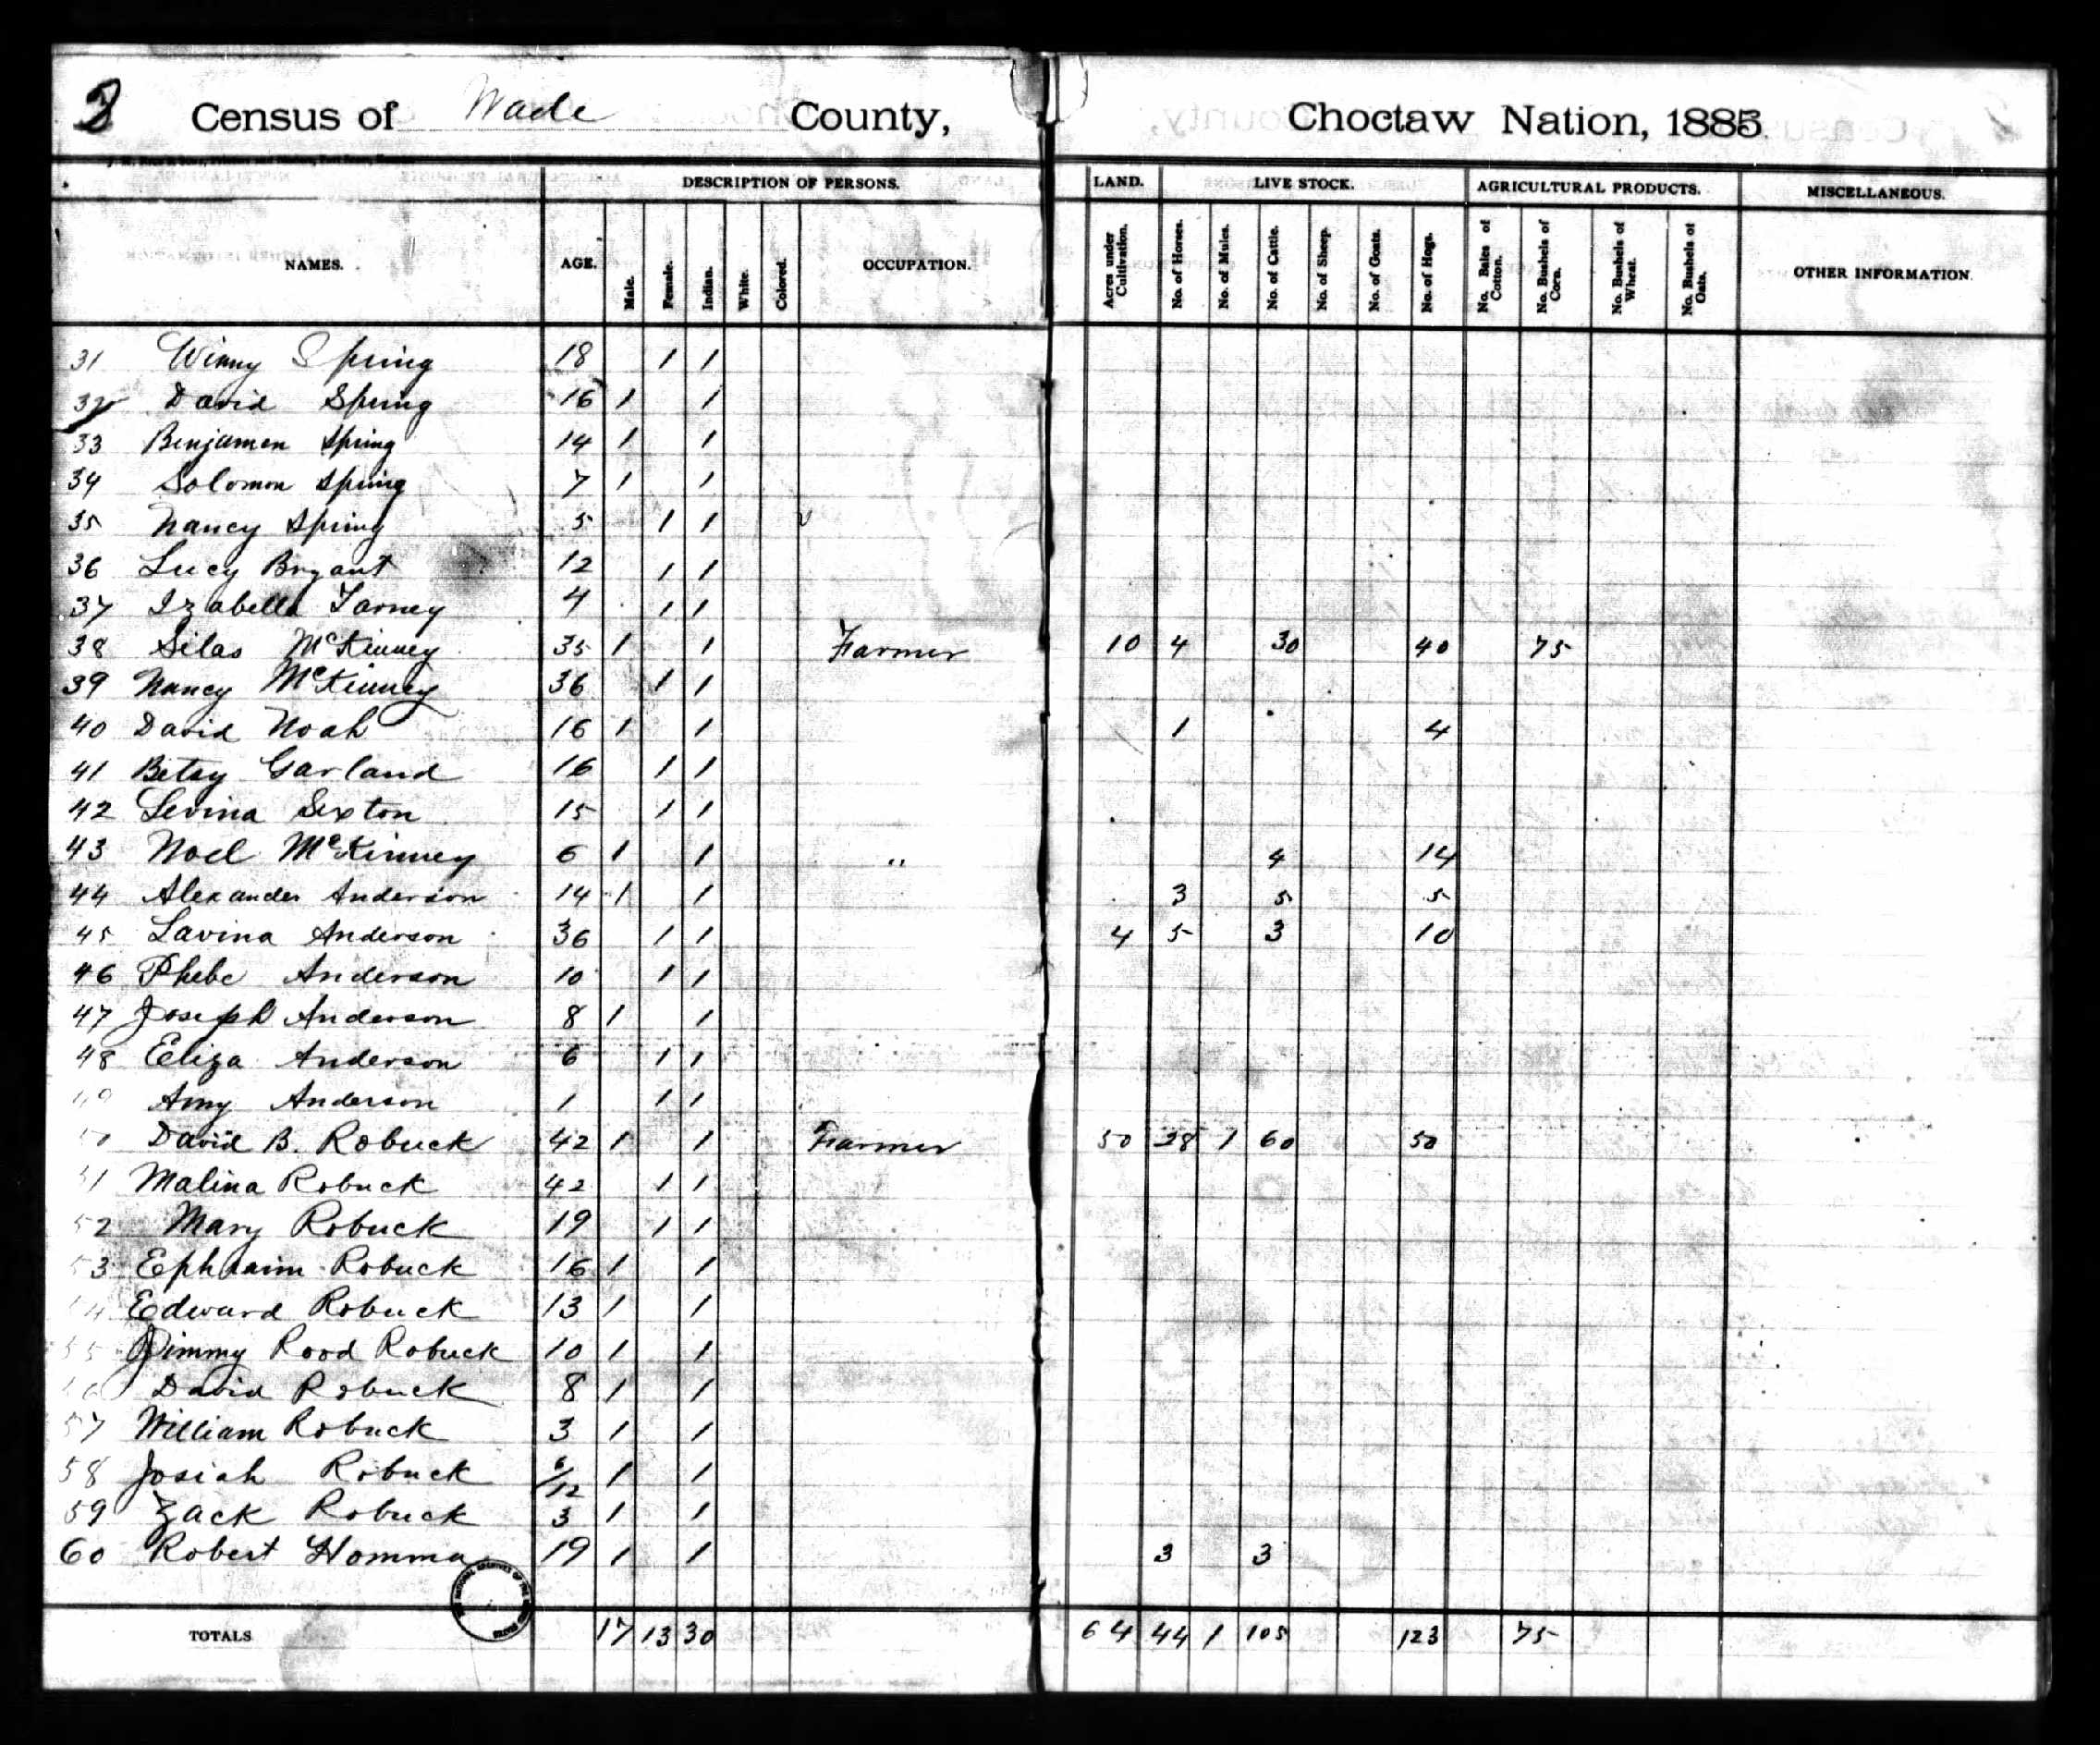 2 Census of Wade County, Choctaw Nation, 1885
DESCRIPTION OF PERSONS. LAND. LIVE STOCK. AGRICULTURAL PRODUCTS. MISCELLANEOUS.
NAMES. AGE. Male. Female. Indian. White. Colored. OCCUPATION. Acres under Cultivation. No. of Horses. No. of Mules. No. of Cattle. No. of Sheep. No. of Goats. No. of Hogs. No. Bales of Cotton. No. Bushels of Corn. No. Bushels of Wheat. No. Bushels of Oats. OTHER INFORMATION.
31 Winny Spring 18 1 1
32 David Spring 16 1 1
33 Benjamen Spring 14 1 1
34 Solomon Spring 7 1 1
35 Nancy Spring 5 1 1
36 Lucy Bryant 12 1 1
37 Izabella Tarney 4 1 1
38 Silas McKinney 35 1 1 Farmer 10 4 30 40 75
39 Nancy McKinney 36 1 1
40 David Noah 16 1 1 1 4
41 Betsy Garland 16 1 1
42 Levina Sexton 15 1 1
43 Noel McKinney 6 1 1 " 4 14
44 Alexander Anderson 14 1 1 3 5 5
45 Lavina Anderson 36 1 1 4 5 3 10
46 Phebe Anderson 10 1 1
47 Joseph Anderson 8 1 1
48 Eliza Anderson 6 1 1
49 Amy Anderson 1 1 1
50 David B. Robuck 42 1 1 Farmer 50 28 1 60 50
51 Malina Robuck 42 1 1
52 Mary Robuck 19 1 1
53 Ephraim Robuck 16 1 1
54 Edward Robuck 13 1 1
55 Jimmy Rood Robuck 10 1 1
56 David Robuck 8 1 1
57 William Robuck 3 1 1
58 Josiah Robuck 6/12 1 1
59 Zack Robuck 3 1 1
60 Robert Homma 19 1 1 3 3
TOTALS 17 13 30 64 44 1 105 123 75